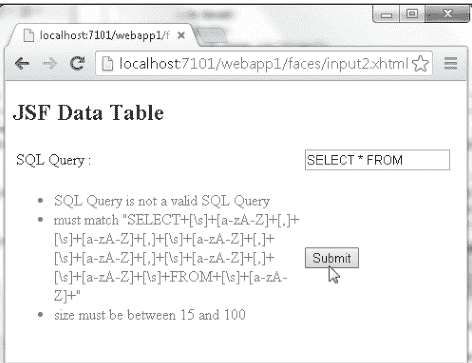 localhost:7101/webapp1/f
localhost:7101/webapp1/faces/input2.xhtml
JSF Data Table
SQL Query :
SELECT * FROM
• SQL Query is not a valid SQL Query
• must match "SELECT+[\s]+[a-zA-Z]+[,]+
[\s]+[a-zA-Z]+[,]+[\s]+[a-zA-Z]+[,]+
[\s]+[a-zA-Z]+[,]+[\s]+[a-zA-Z]+[,]+
[\s]+[a-zA-Z]+[\s]+FROM+[\s]+[a-zA-
Z]+"
Submit
• size must be between 15 and 100